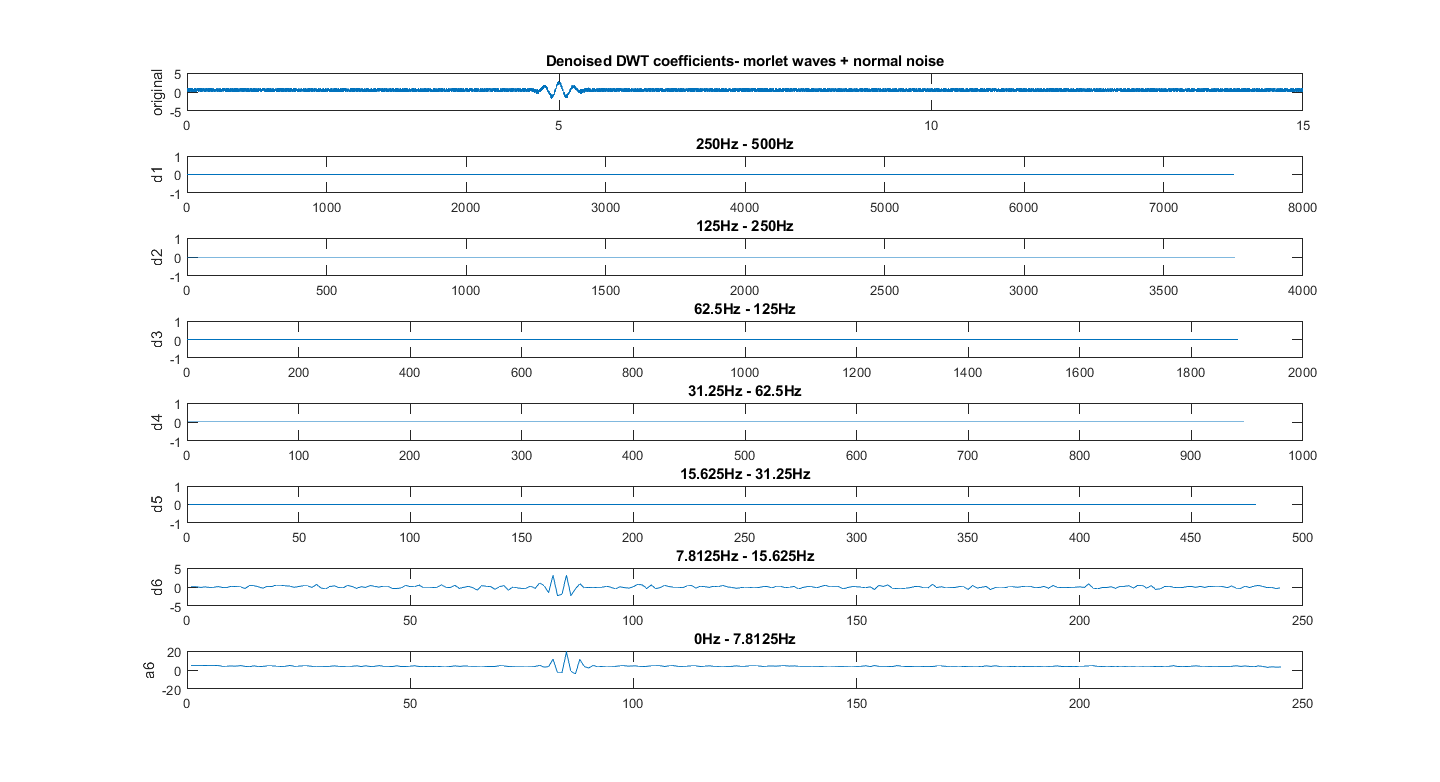 Denoised DWT coefficients- morlet waves + normal noise
original
5
0
-5
0 5 10 15
250Hz - 500Hz
d1
1
0
-1
0 1000 2000 3000 4000 5000 6000 7000 8000
125Hz - 250Hz
d2
1
0
-1
0 500 1000 1500 2000 2500 3000 3500 4000
62.5Hz - 125Hz
d3
1
0
-1
0 200 400 600 800 1000 1200 1400 1600 1800 2000
31.25Hz - 62.5Hz
d4
1
0
-1
0 100 200 300 400 500 600 700 800 900 1000
15.625Hz - 31.25Hz
d5
1
0
-1
0 50 100 150 200 250 300 350 400 450 500
7.8125Hz - 15.625Hz
d6
5
0
-5
0 50 100 150 200 250
0Hz - 7.8125Hz
a6
20
0
-20
0 50 100 150 200 250